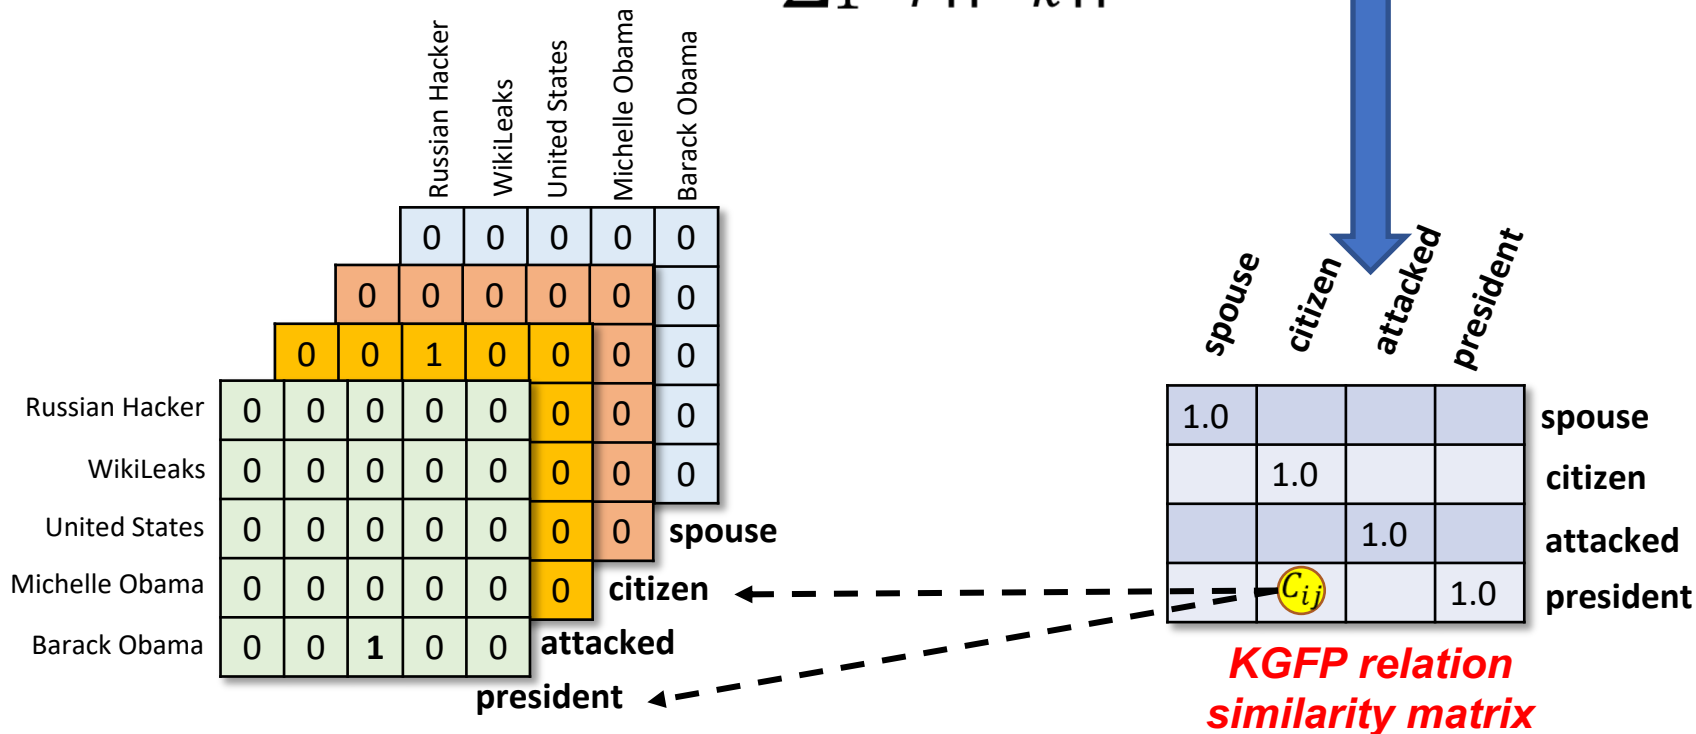 Russian Hacker
WikiLeaks
United States
Michelle Obama
Barack Obama
0 0 0 0 0
0 0 0 0 0 0
0 0 1 0 0 0 0
Russian Hacker 0 0 0 0 0 0 0 0
WikiLeaks 0 0 0 0 0 0 0 0
United States 0 0 0 0 0 0 0 spouse
Michelle Obama 0 0 0 0 0 0 citizen
Barack Obama 0 0 1 0 0 attacked
president
spouse
citizen
attacked
president
1.0 spouse
1.0 citizen
1.0 attacked
C_{ij} 1.0 president
KGFP relation
similarity matrix